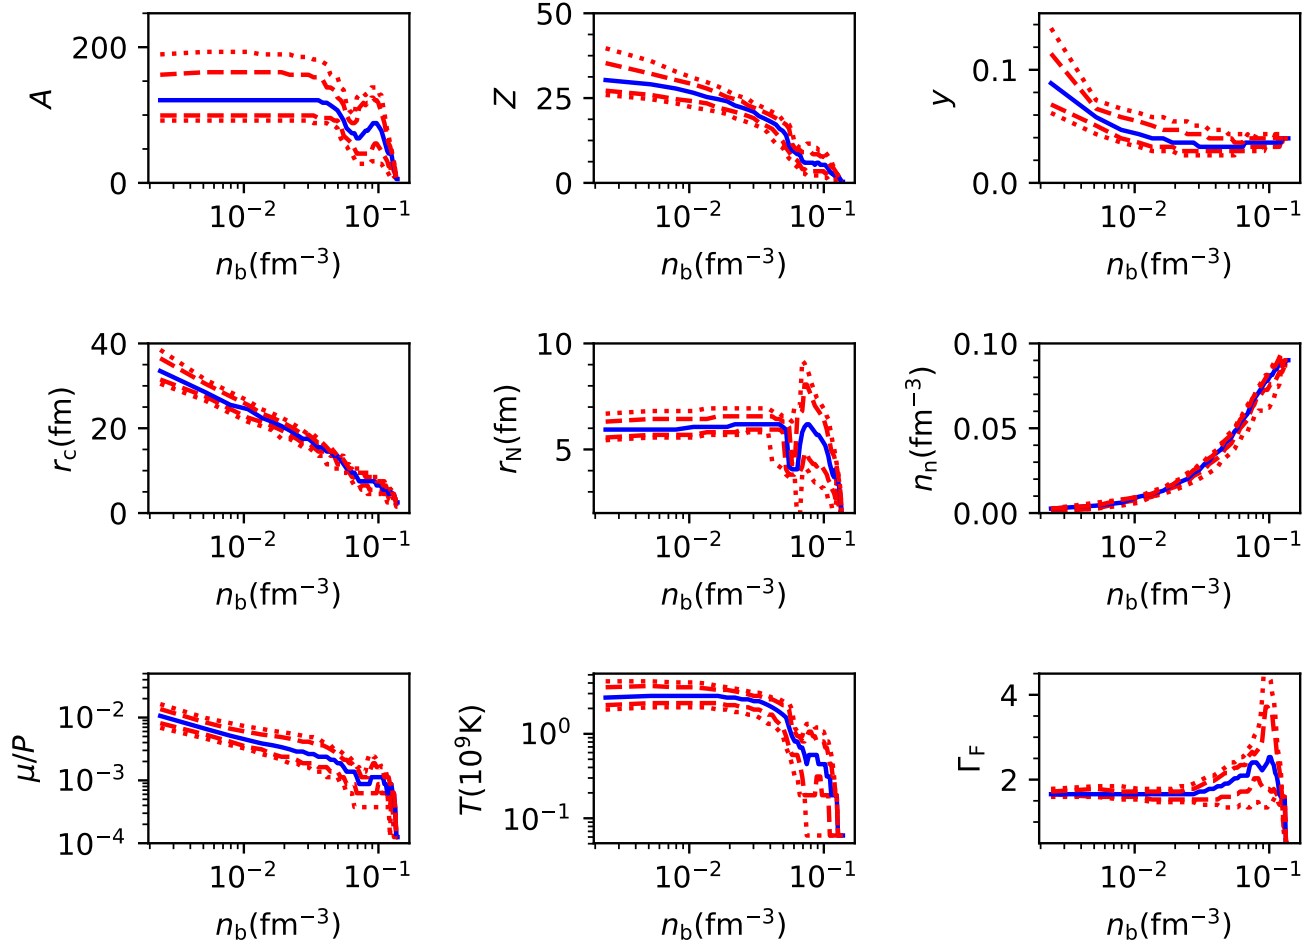 200
0
A
10⁻² 10⁻¹
n_b(fm⁻³)
50
25
0
Z
10⁻² 10⁻¹
n_b(fm⁻³)
0.1
0.0
y
10⁻² 10⁻¹
n_b(fm⁻³)
40
20
0
r_c(fm)
10⁻² 10⁻¹
n_b(fm⁻³)
10
5
r_N(fm)
10⁻² 10⁻¹
n_b(fm⁻³)
0.10
0.05
0.00
n_n(fm⁻³)
10⁻² 10⁻¹
n_b(fm⁻³)
10⁻²
10⁻³
10⁻⁴
μ/P
10⁻² 10⁻¹
n_b(fm⁻³)
10⁰
10⁻¹
T(10⁹K)
10⁻² 10⁻¹
n_b(fm⁻³)
4
2
Γ_F
10⁻² 10⁻¹
n_b(fm⁻³)